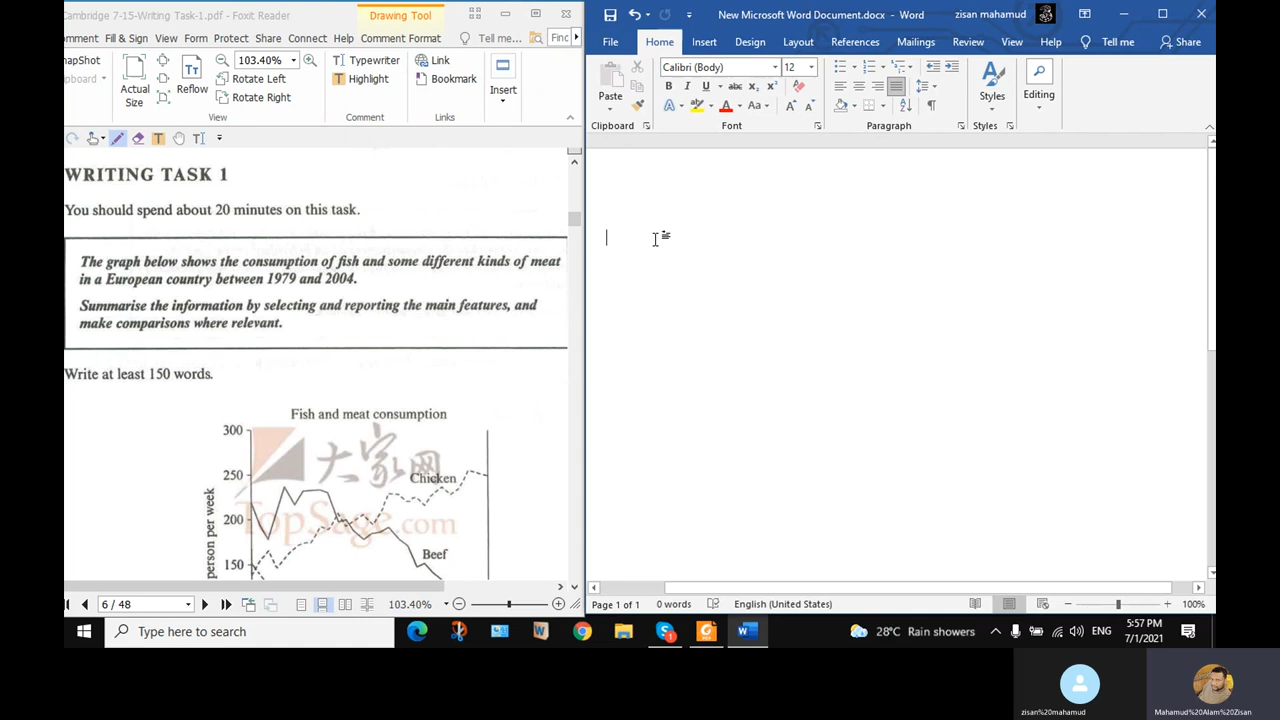 Cambridge 7-15-Writing Task-1.pdf - Foxit Reader
Drawing Tool
New Microsoft Word Document.docx - Word
zisan mahamud
Comment
Fill & Sign
View
Form
Protect
Share
Connect
Help
Comment Format
Tell me...
Find
File
Home
Insert
Design
Layout
References
Mailings
Review
View
Help
Tell me
Share
SnapShot
Clipboard
Actual
Size
Reflow
103.40%
Rotate Left
Rotate Right
View
Typewriter
Highlight
Comment
Link
Bookmark
Links
Insert
Paste
Clipboard
Calibri (Body)
12
Font
Paragraph
Styles
Styles
Editing
WRITING TASK 1
You should spend about 20 minutes on this task.
The graph below shows the consumption of fish and some different kinds of meat
in a European country between 1979 and 2004.
Summarise the information by selecting and reporting the main features, and
make comparisons where relevant.
Write at least 150 words.
Fish and meat consumption
300
250
200
150
person per week
Chicken
Beef
大家网
TopSage.com
6 / 48
103.40%
Page 1 of 1
0 words
English (United States)
100%
Type here to search
28°C Rain showers
ENG
5:57 PM
7/1/2021
zisan%20mahamud
Mahamud%20Alam%20Zisan